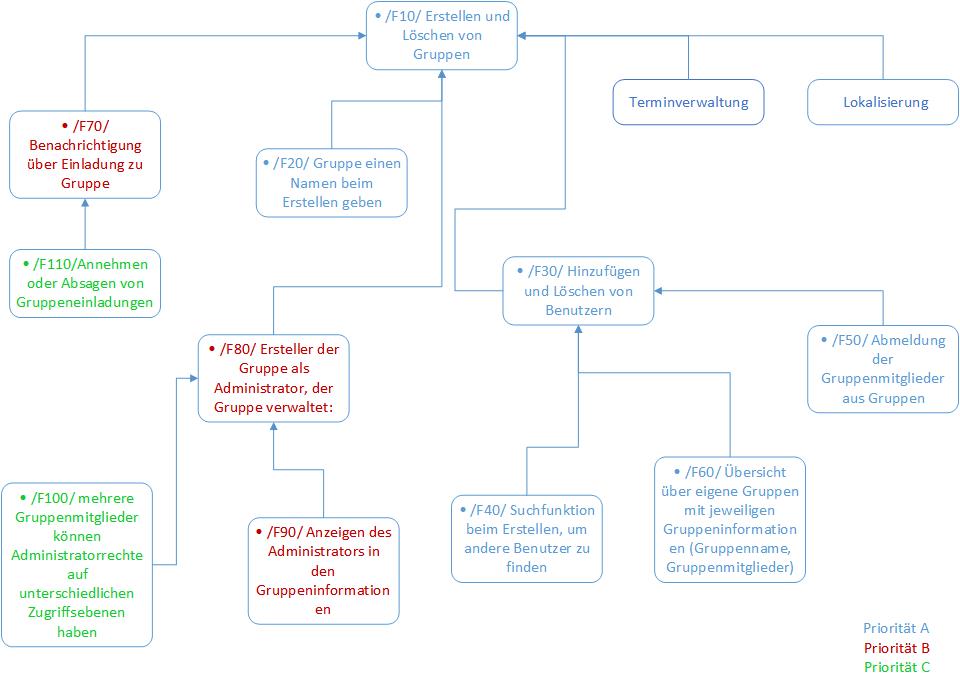 • /F10/ Erstellen und
Löschen von
Gruppen
Terminverwaltung
Lokalisierung
• /F70/
Benachrichtigung
über Einladung zu
Gruppe
• /F20/ Gruppe einen
Namen beim
Erstellen geben
• /F110/Annehmen
oder Absagen von
Gruppeneinladungen
• /F30/ Hinzufügen
und Löschen von
Benutzern
• /F80/ Ersteller der
Gruppe als
Administrator, der
Gruppe verwaltet:
• /F50/ Abmeldung
der
Gruppenmitglieder
aus Gruppen
• /F100/ mehrere
Gruppenmitglieder
können
Administratorrechte
auf
unterschiedlichen
Zugriffsebenen
haben
• /F90/ Anzeigen des
Administrators in
den
Gruppeninformation
en
• /F40/ Suchfunktion
beim Erstellen, um
andere Benutzer zu
finden
• /F60/ Übersicht
über eigene Gruppen
mit jeweiligen
Gruppeninformation
en (Gruppenname,
Gruppenmitglieder)
Priorität A
Priorität B
Priorität C